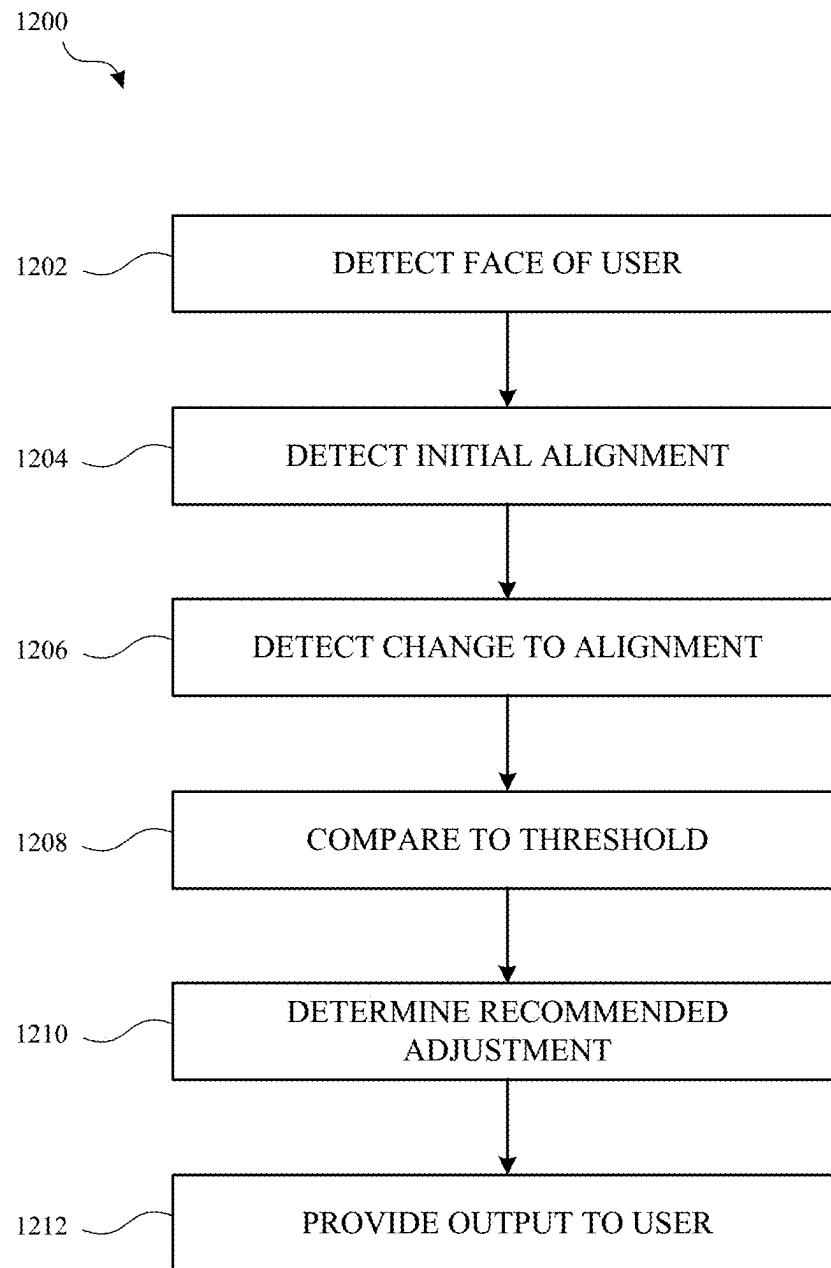 1200
1202 DETECT FACE OF USER
1204 DETECT INITIAL ALIGNMENT
1206 DETECT CHANGE TO ALIGNMENT
1208 COMPARE TO THRESHOLD
1210 DETERMINE RECOMMENDED
ADJUSTMENT
1212 PROVIDE OUTPUT TO USER